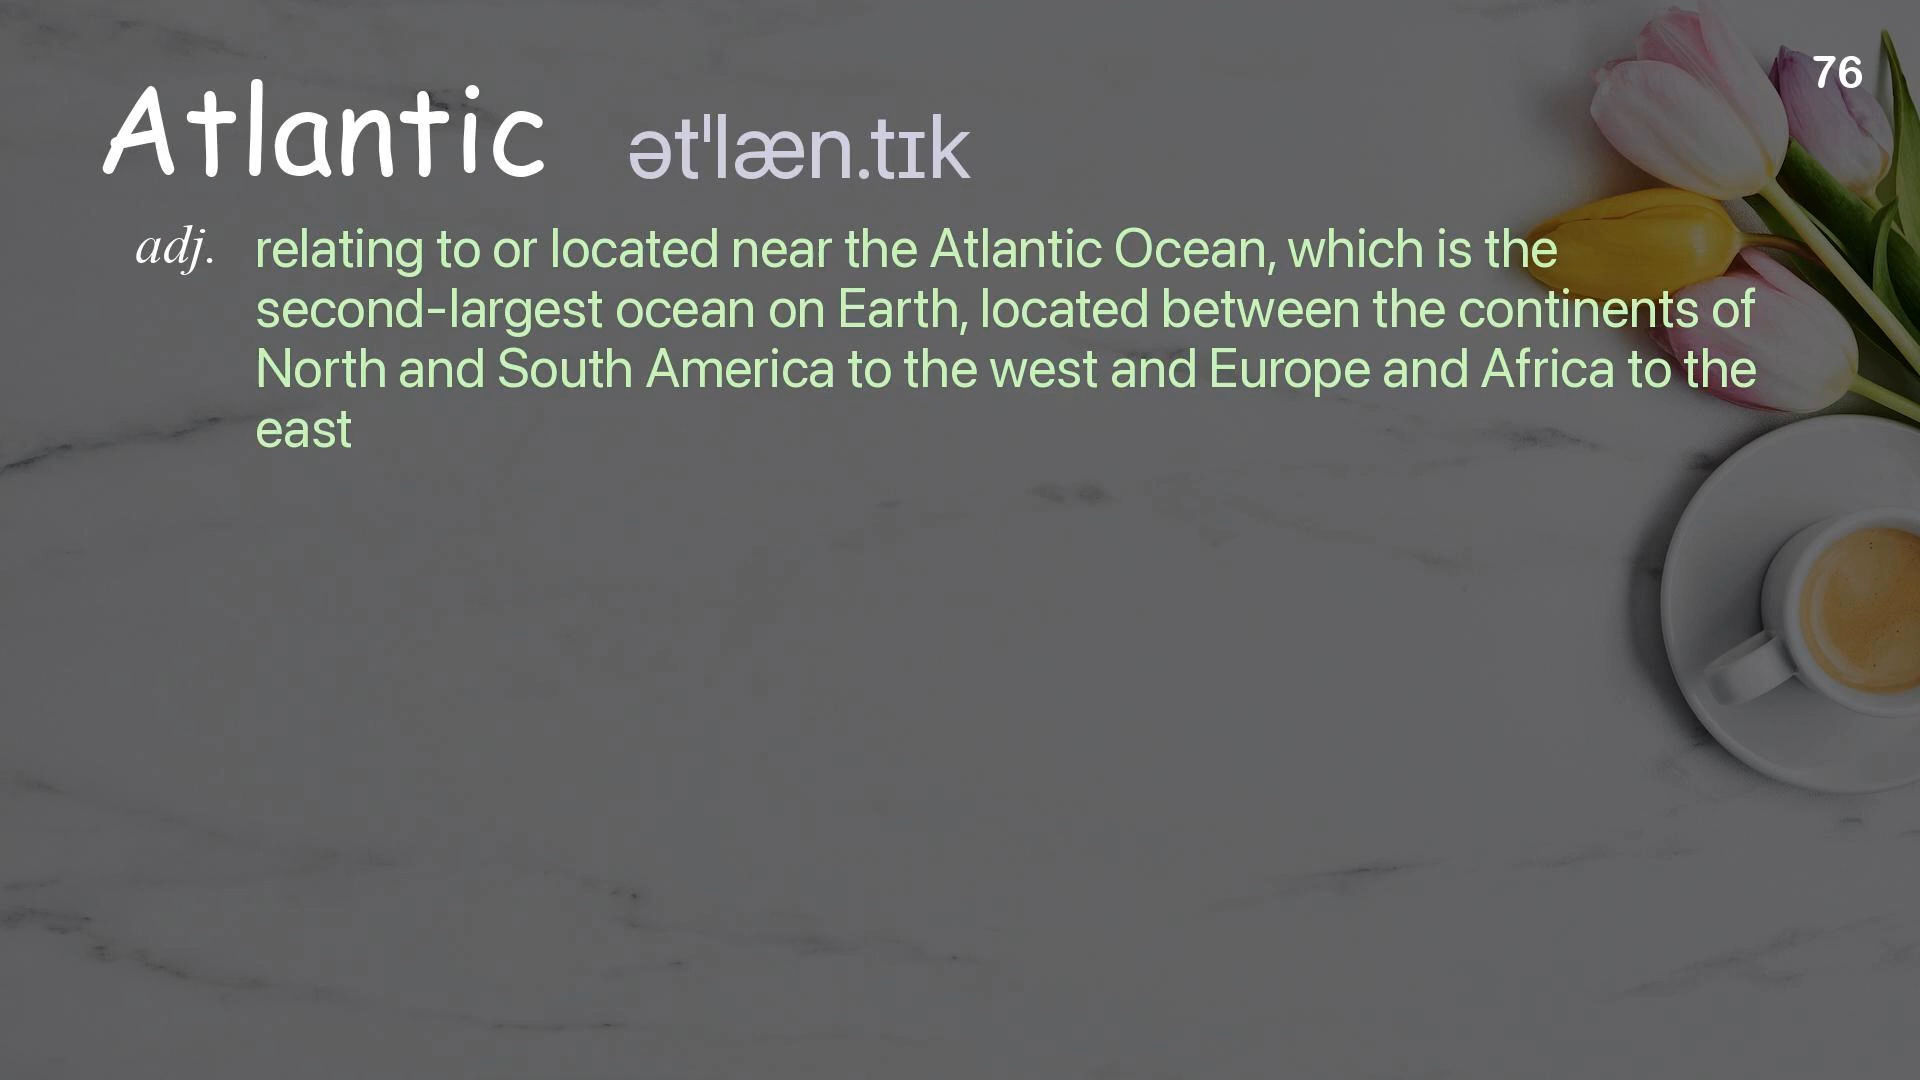 76
Atlantic ətˈlæn.tɪk
adj. relating to or located near the Atlantic Ocean, which is the
second-largest ocean on Earth, located between the continents of
North and South America to the west and Europe and Africa to the
east